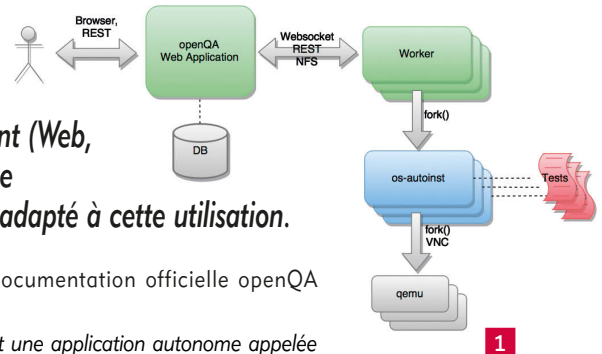 Browser,
REST
openQA
Web Application
Websocket
REST
NFS
Worker
fork()
DB
os-autoinst
Tests
fork()
VNC
qemu
1
nt (Web,
e
adapté à cette utilisation.
ocumentation officielle openQA
t une application autonome appelée